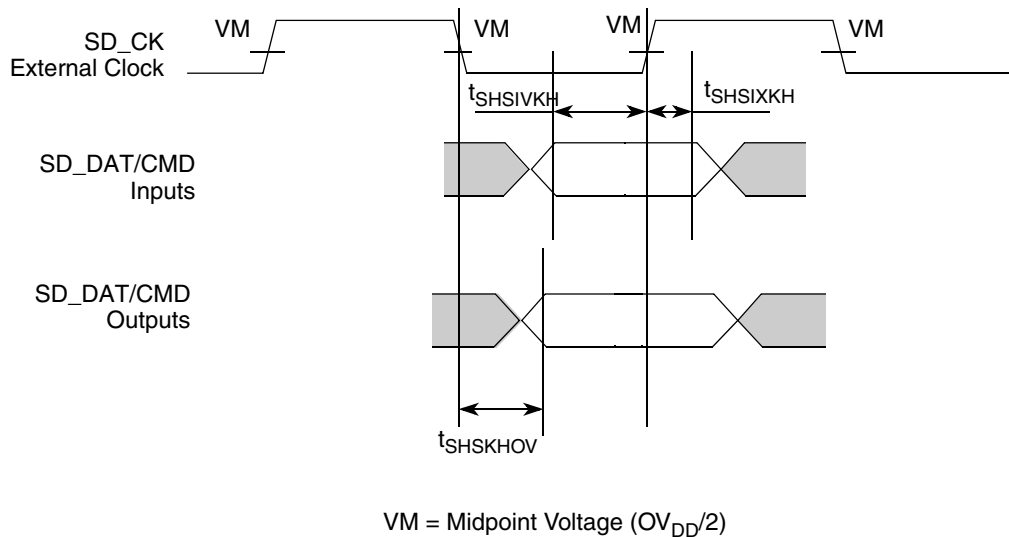 VM VM VM VM
SD_CK
External Clock
tSHSIVKH tSHSIXKH
SD_DAT/CMD
Inputs
SD_DAT/CMD
Outputs
tSHSKHOV
VM = Midpoint Voltage (OVDD/2)